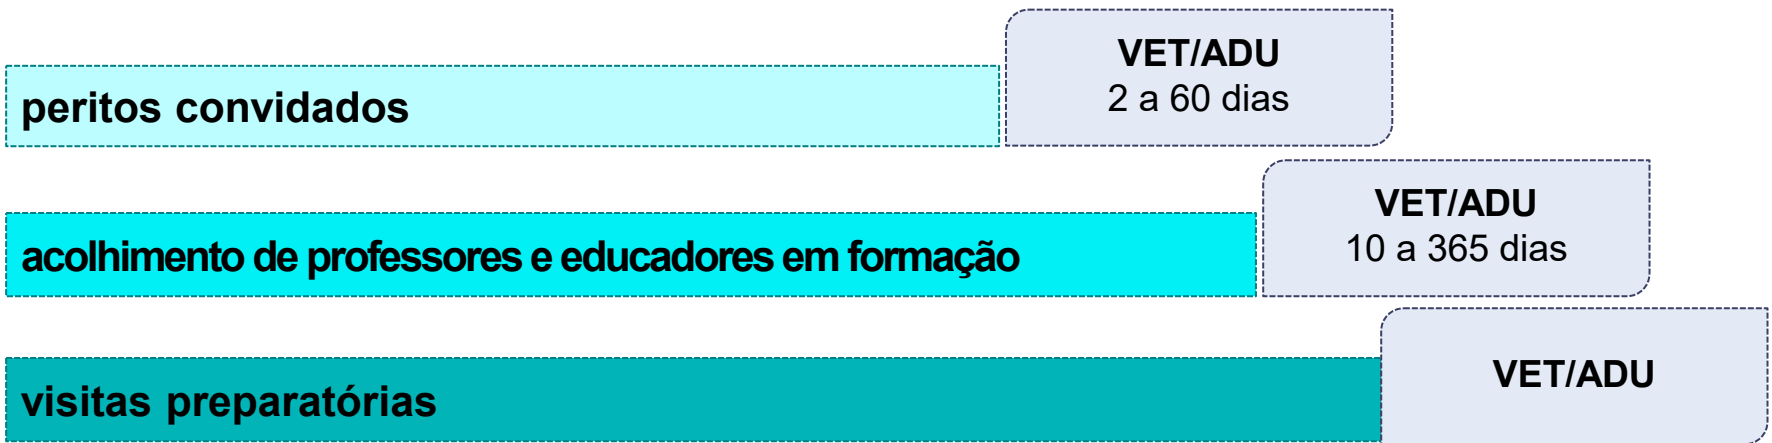 VET/ADU
2 a 60 dias
peritos convidados
VET/ADU
10 a 365 dias
acolhimento de professores e educadores em formação
VET/ADU
visitas preparatórias